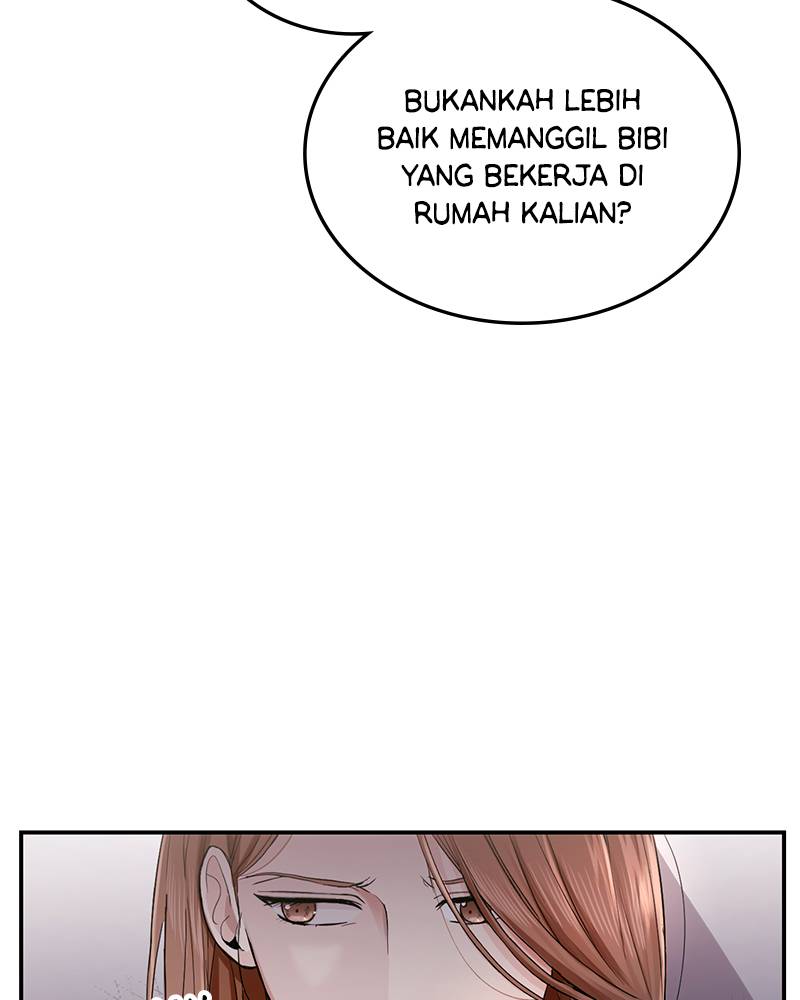 BUKANKAH LEBIH
BAIK MEMANGGIL BIBI
YANG BEKERJA DI
RUMAH KALIAN?